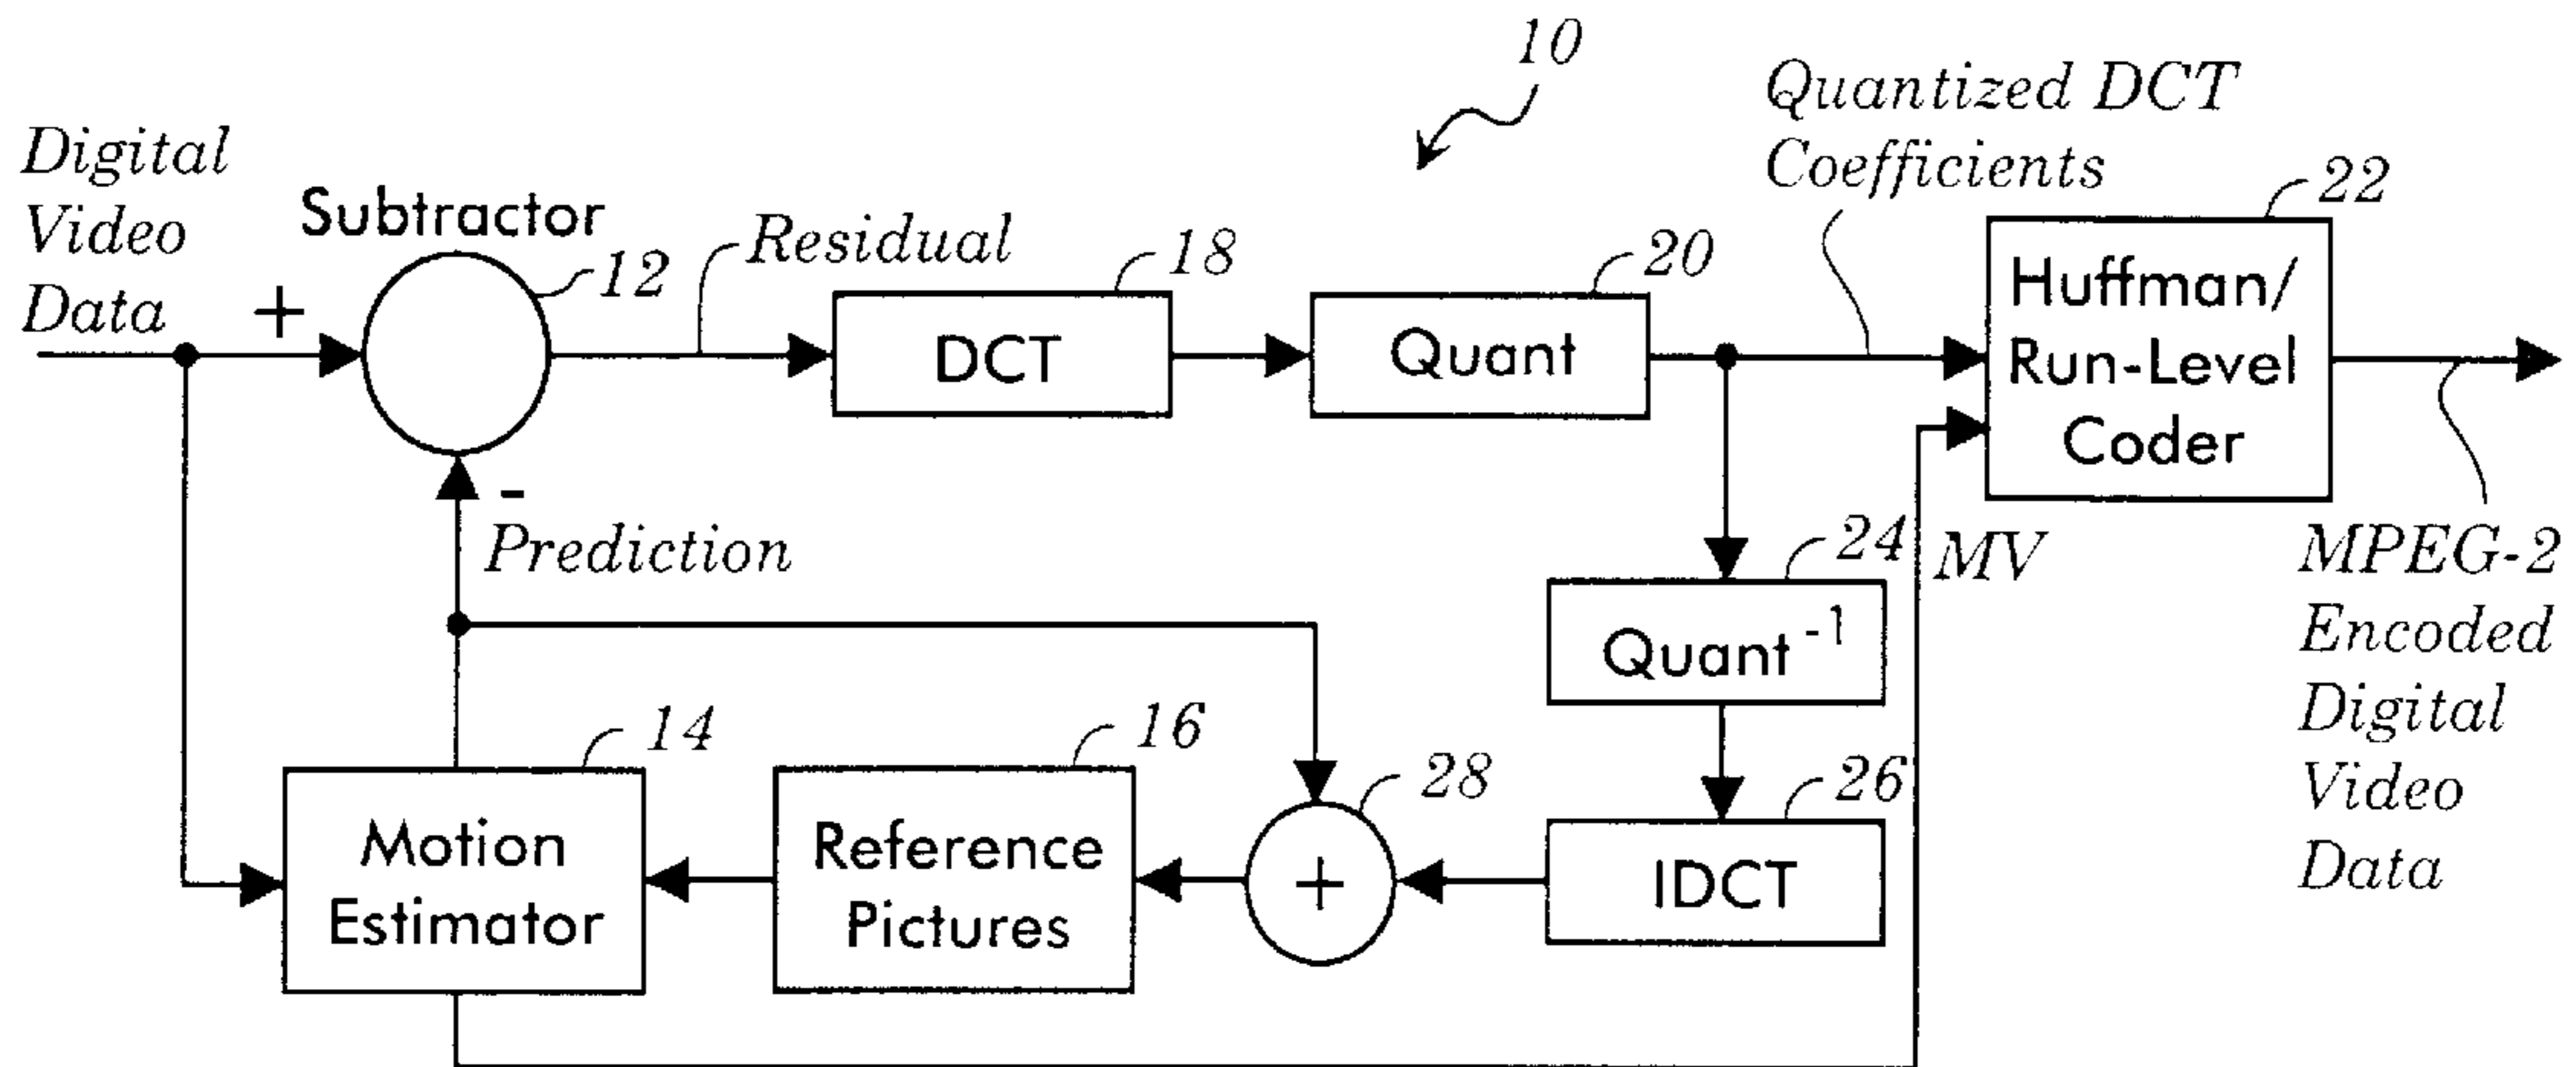 10
Digital
Video
Data
Subtractor
12
+
-
Residual
18
DCT
20
Quant
Quantized DCT
Coefficients
22
Huffman/
Run-Level
Coder
Prediction
24
MV
Quant-1
MPEG-2
Encoded
Digital
Video
Data
14
Motion
Estimator
16
Reference
Pictures
28
+
26
IDCT